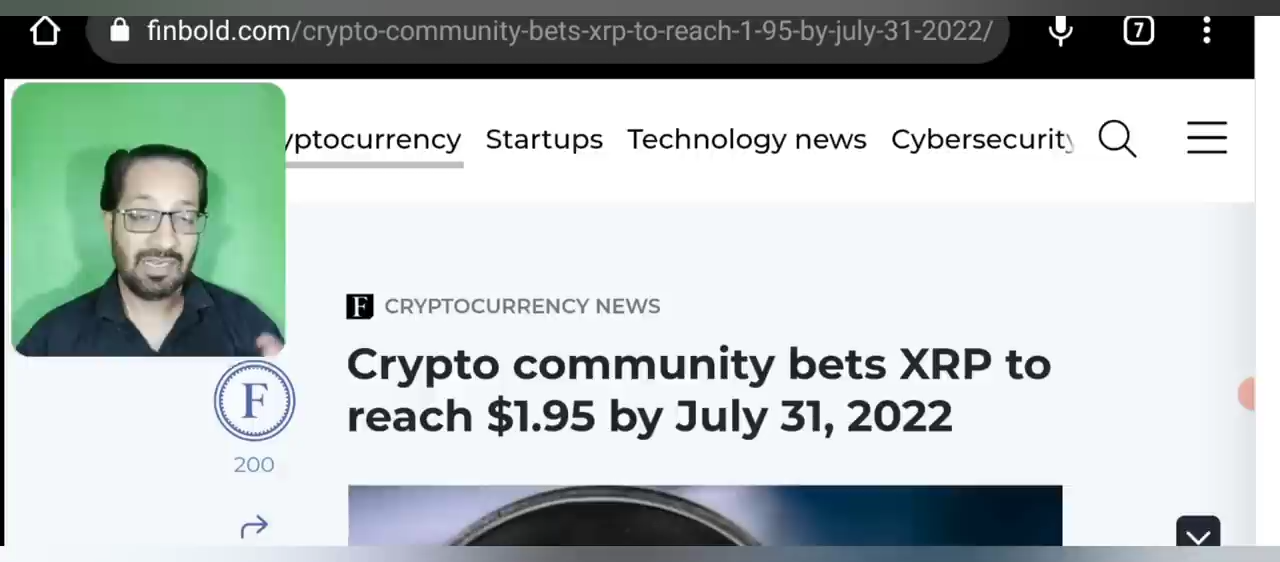 finbold.com/crypto-community-bets-xrp-to-reach-1-95-by-july-31-2022/
7
yptocurrency Startups Technology news Cybersecurity
F CRYPTOCURRENCY NEWS
Crypto community bets XRP to
reach $1.95 by July 31, 2022
F
200